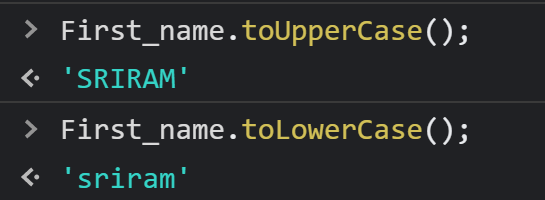 > First_name.toUpperCase();
'SRIRAM'
> First_name.toLowerCase();
'sriram'